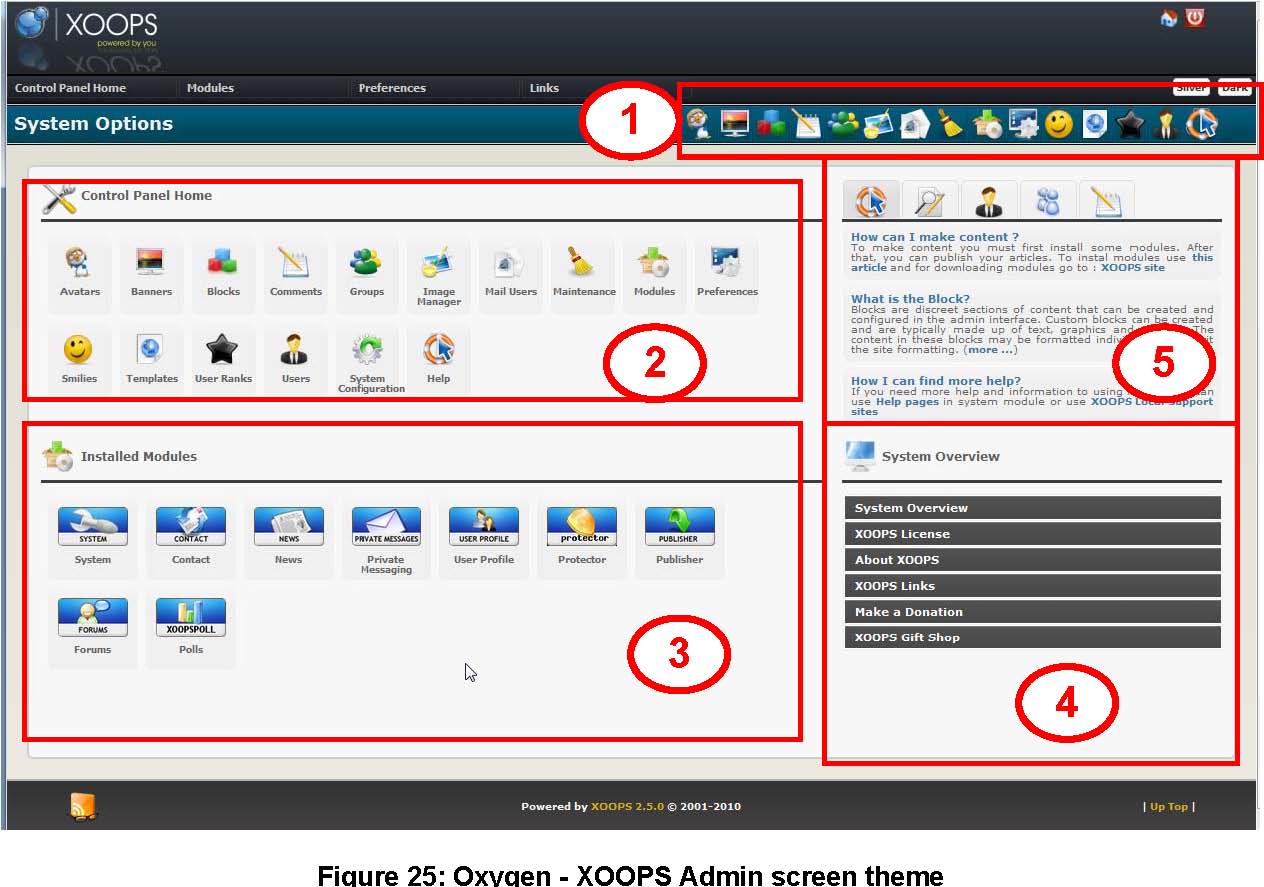 XOOPS
powered by you
Control Panel Home
Modules
Preferences
Links
Silver
Dark
System Options
1
Control Panel Home
Avatars
Banners
Blocks
Comments
Groups
Image
Manager
Mail Users
Maintenance
Modules
Preferences
Smilies
Templates
User Ranks
Users
System
Configuration
Help
2
How can I make content ?
To make content you must first install some modules. After
that, you can publish your articles. To instal modules use this
article and for downloading modules go to : XOOPS site
What is the Block?
Blocks are discreet sections of content that can be created and
configured in the admin interface. Custom blocks can be created
and are typically made up of text, graphics and The
content in these blocks may be formatted
the site formatting. (more ...)
How I can find more help?
If you need more help and information to using
use Help pages in system module or use XOOPS Local Support
sites
5
Installed Modules
SYSTEM
System
CONTACT
Contact
NEWS
News
PRIVATE MESSAGES
Private
Messaging
USER PROFILE
User Profile
protector
Protector
PUBLISHER
Publisher
FORUMS
Forums
XOOPSPOLL
Polls
3
System Overview
System Overview
XOOPS License
About XOOPS
XOOPS Links
Make a Donation
XOOPS Gift Shop
4
Powered by XOOPS 2.5.0 © 2001-2010
| Up Top |
Figure 25: Oxygen - XOOPS Admin screen theme